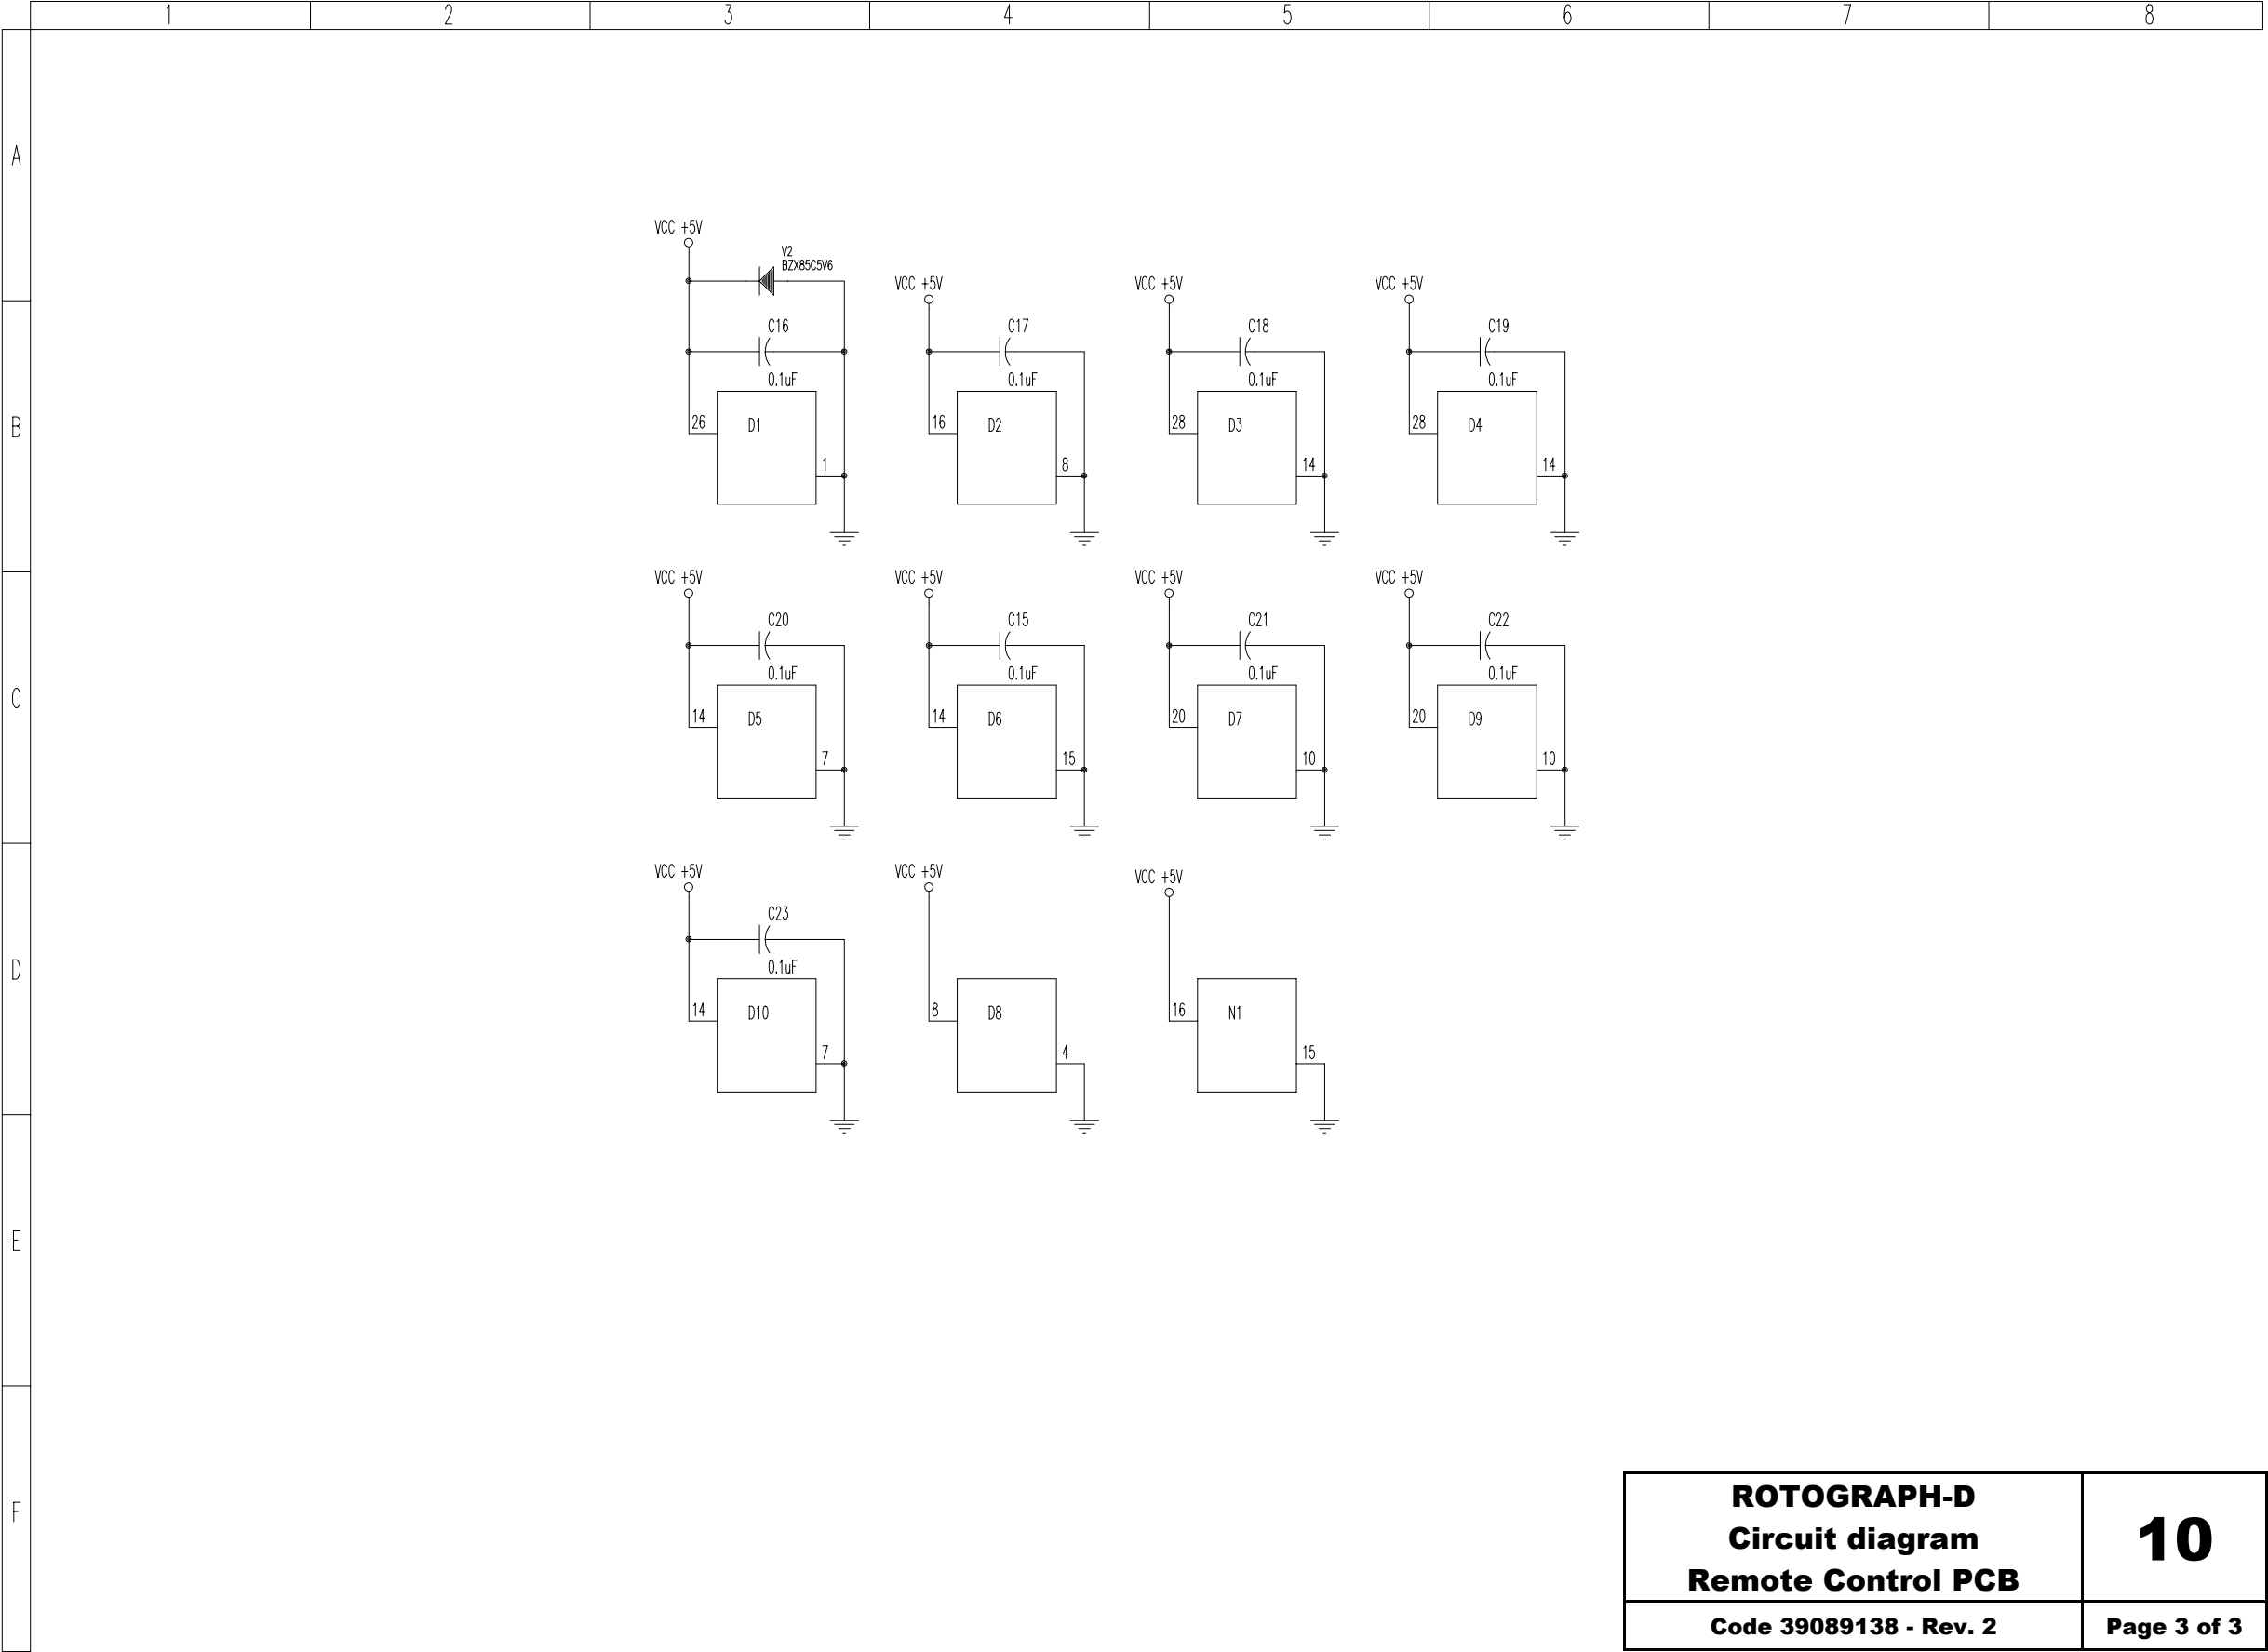 1 2 3 4 5 6 7 8
A
VCC +5V
V2
BZX85C5V6
VCC +5V VCC +5V VCC +5V
C16 C17 C18 C19
0.1uF 0.1uF 0.1uF 0.1uF
B
26 D1 16 D2 28 D3 28 D4
1 8 14 14
VCC +5V VCC +5V VCC +5V VCC +5V
C20 C15 C21 C22
0.1uF 0.1uF 0.1uF 0.1uF
C
14 D5 14 D6 20 D7 20 D9
7 15 10 10
VCC +5V VCC +5V VCC +5V
C23
0.1uF
D
14 D10 8 D8 16 N1
7 4 15
E
F
ROTOGRAPH-D
Circuit diagram
Remote Control PCB
10
Code 39089138 - Rev. 2
Page 3 of 3